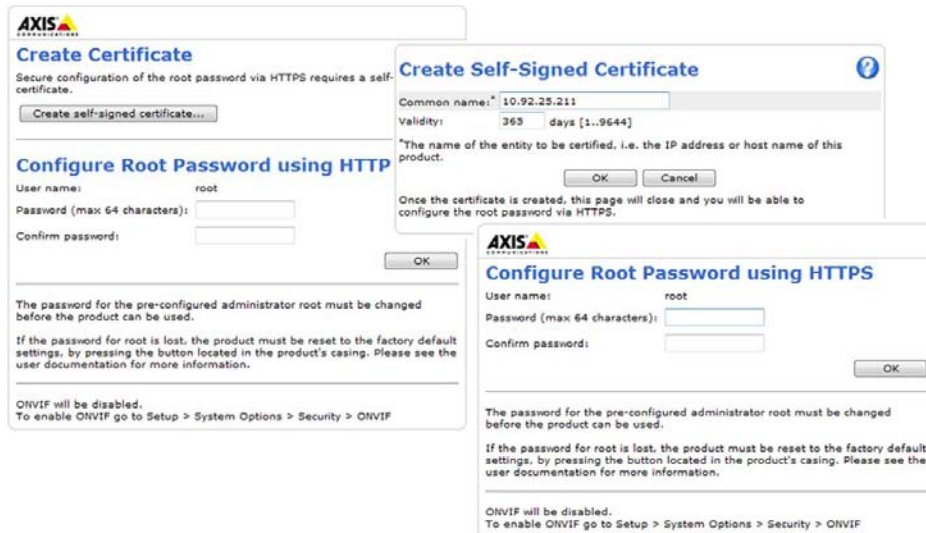 AXIS
COMMUNICATIONS
Create Certificate
Secure configuration of the root password via HTTPS requires a self-
certificate.
Create self-signed certificate...
Configure Root Password using HTTP
User name: root
Password (max 64 characters):
Confirm password:
OK
The password for the pre-configured administrator root must be changed
before the product can be used.
If the password for root is lost, the product must be reset to the factory default
settings, by pressing the button located in the product's casing. Please see the
user documentation for more information.
ONVIF will be disabled.
To enable ONVIF go to Setup > System Options > Security > ONVIF
Create Self-Signed Certificate
?
Common name:* 10.92.25.211
Validity: 365 days [1..9644]
*The name of the entity to be certified, i.e. the IP address or host name of this
product.
OK Cancel
Once the certificate is created, this page will close and you will be able to
configure the root password via HTTPS.
AXIS
COMMUNICATIONS
Configure Root Password using HTTPS
User name: root
Password (max 64 characters):
Confirm password:
OK
The password for the pre-configured administrator root must be changed
before the product can be used.
If the password for root is lost, the product must be reset to the factory default
settings, by pressing the button located in the product's casing. Please see the
user documentation for more information.
ONVIF will be disabled.
To enable ONVIF go to Setup > System Options > Security > ONVIF